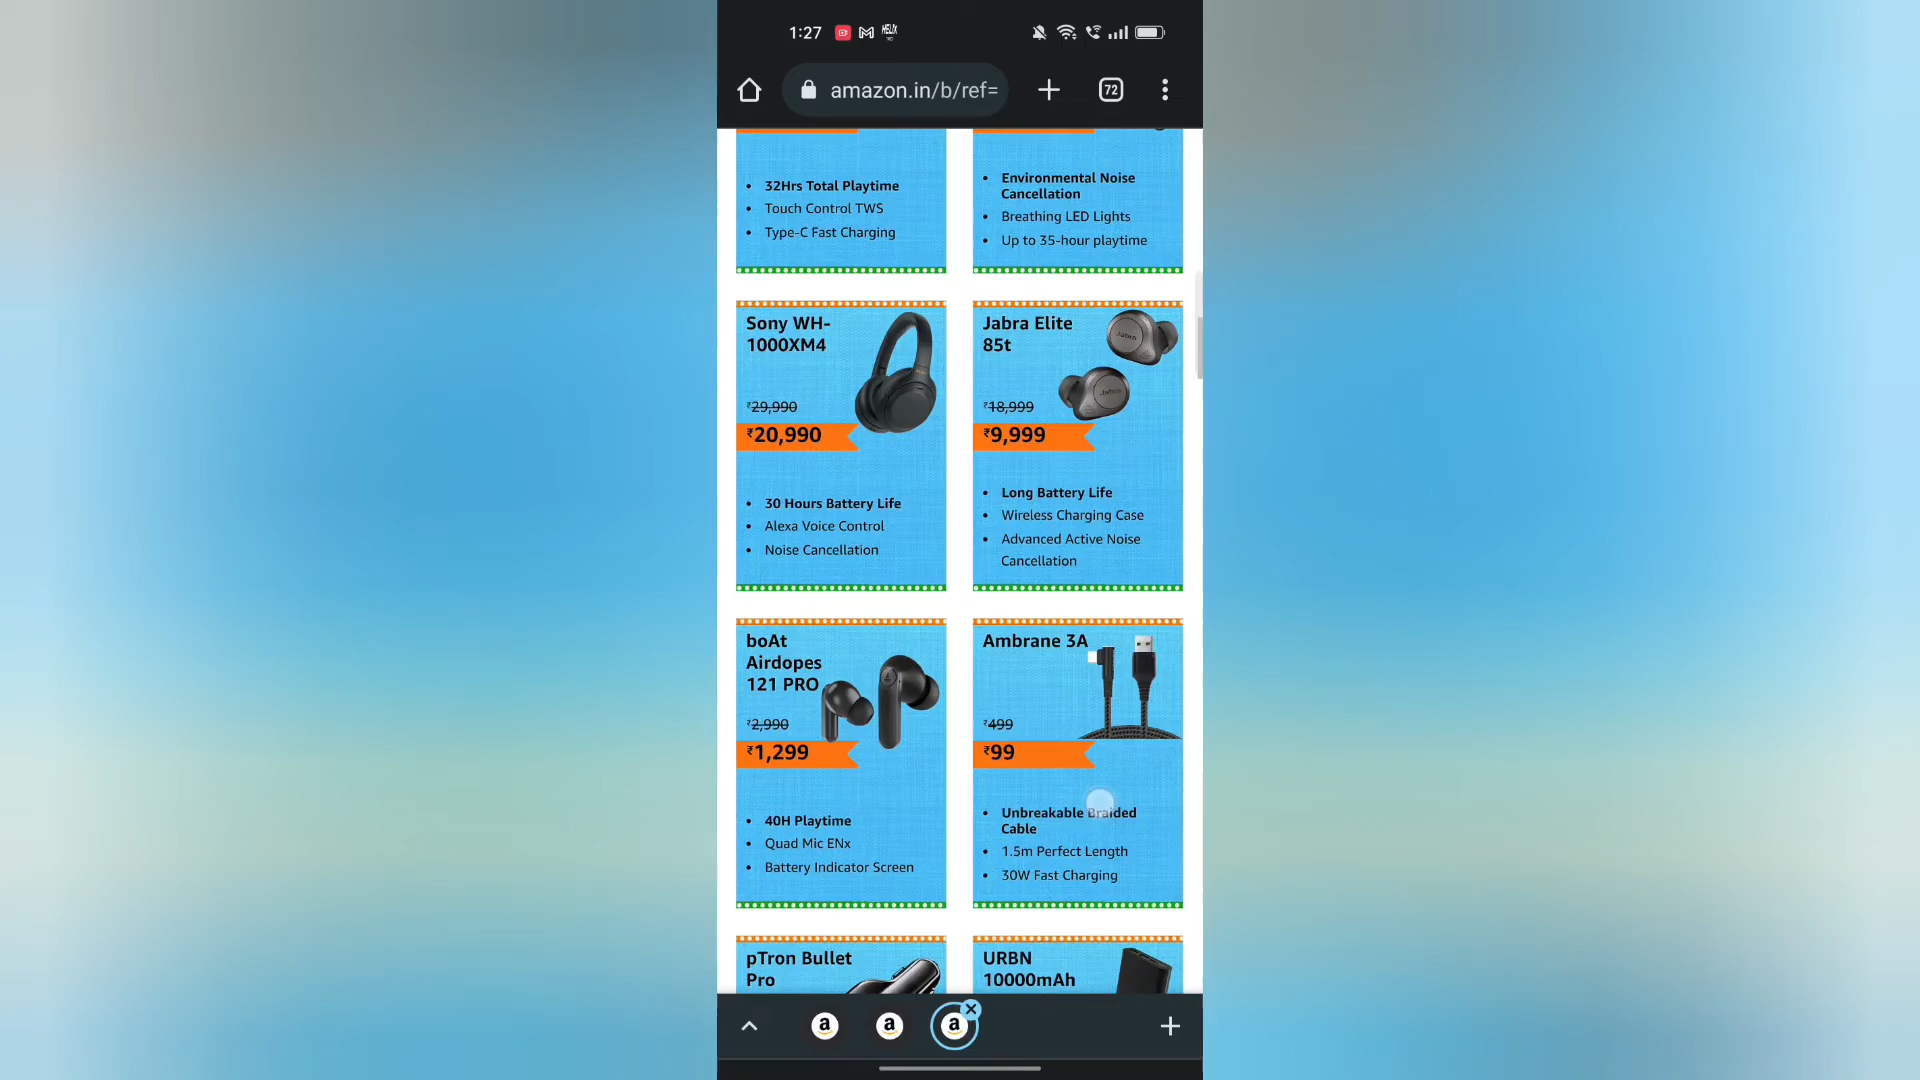 1:27
HELIX
amazon.in/b/ref=
72
32Hrs Total Playtime
Touch Control TWS
Type-C Fast Charging
Environmental Noise
Cancellation
Breathing LED Lights
Up to 35-hour playtime
Sony WH-
1000XM4
₹29,990
₹20,990
30 Hours Battery Life
Alexa Voice Control
Noise Cancellation
Jabra Elite
85t
Jabra
Jabra
₹18,999
₹9,999
Long Battery Life
Wireless Charging Case
Advanced Active Noise
Cancellation
boAt
Airdopes
121 PRO
₹2,990
₹1,299
40H Playtime
Quad Mic ENx
Battery Indicator Screen
Ambrane 3A
₹499
₹99
Unbreakable Braided
Cable
1.5m Perfect Length
30W Fast Charging
pTron Bullet
Pro
URBN
10000mAh
a
a
a